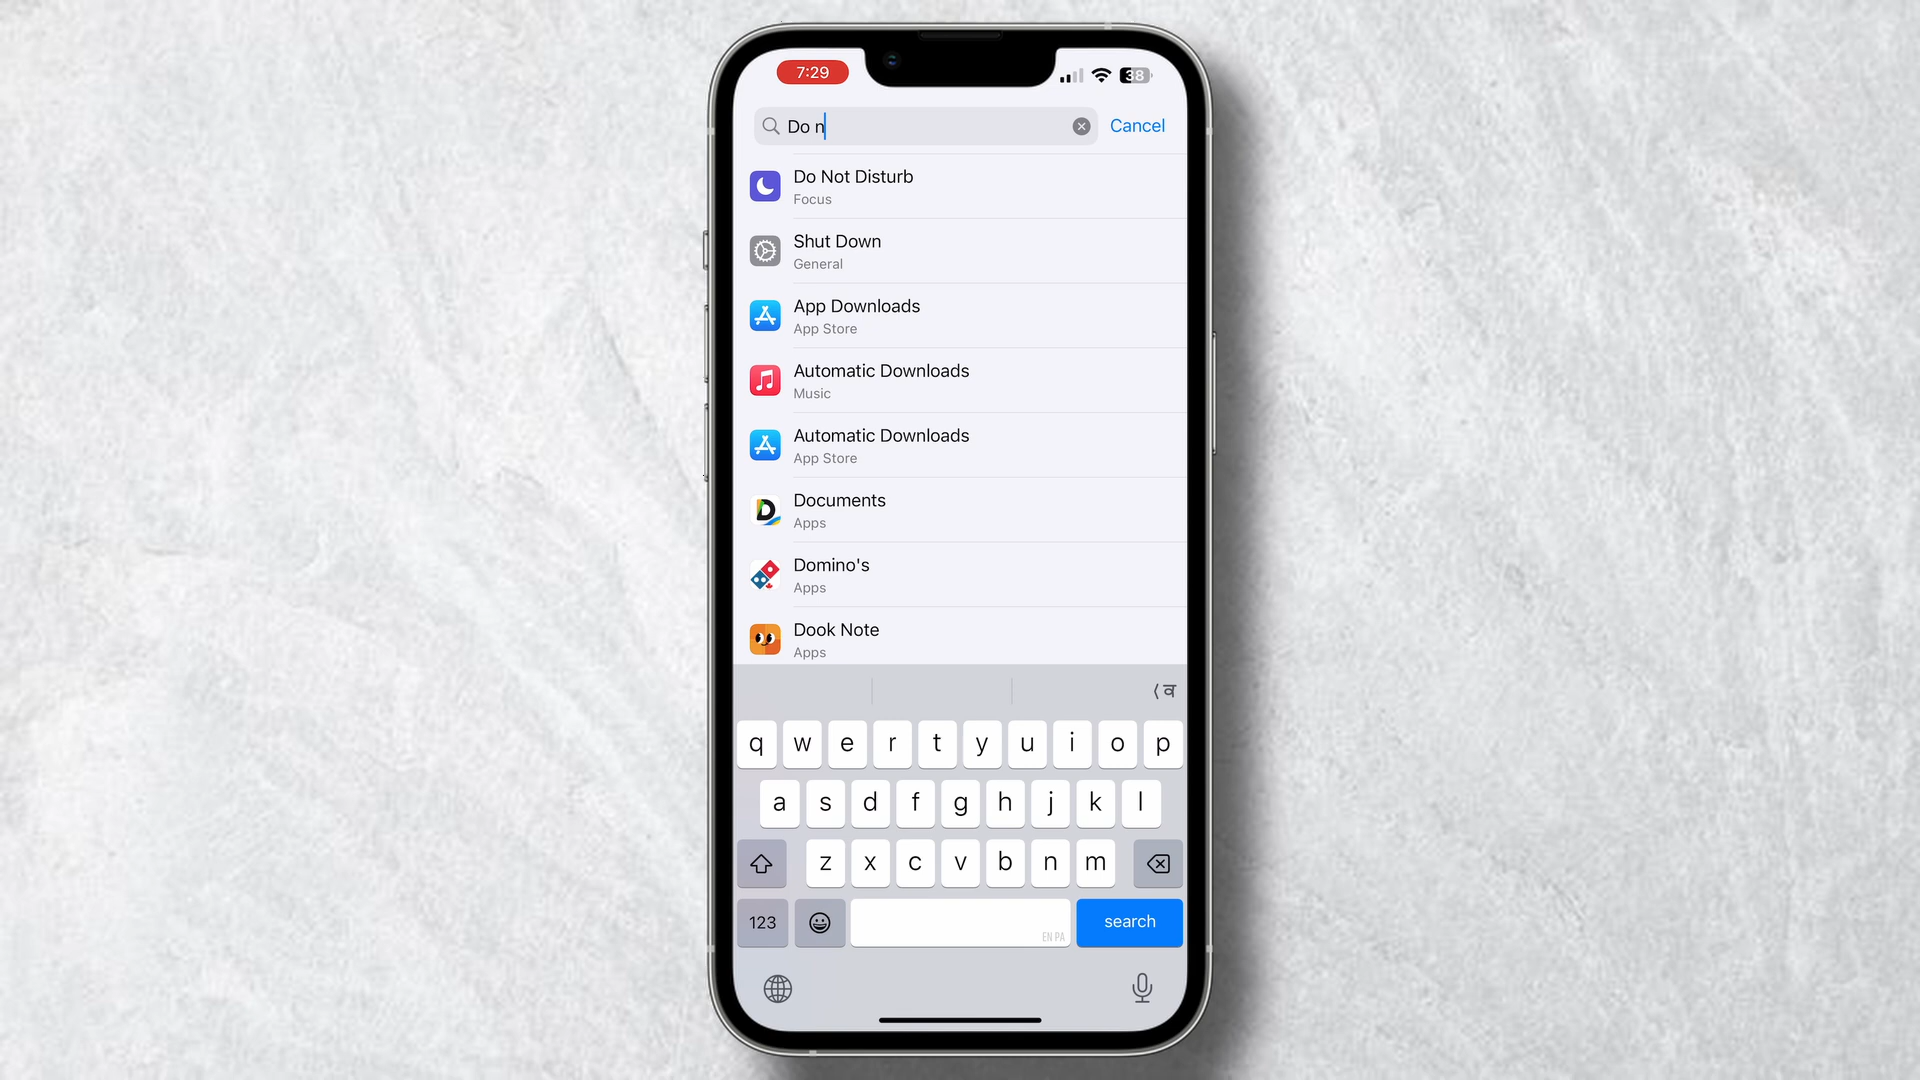 7:29
38
Do n
Cancel
Do Not Disturb
Focus
Shut Down
General
App Downloads
App Store
Automatic Downloads
Music
Automatic Downloads
App Store
Documents
Apps
Domino's
Apps
Dook Note
Apps
ਕ
q w e r t y u i o p
a s d f g h j k l
z x c v b n m
123
EN PA
search